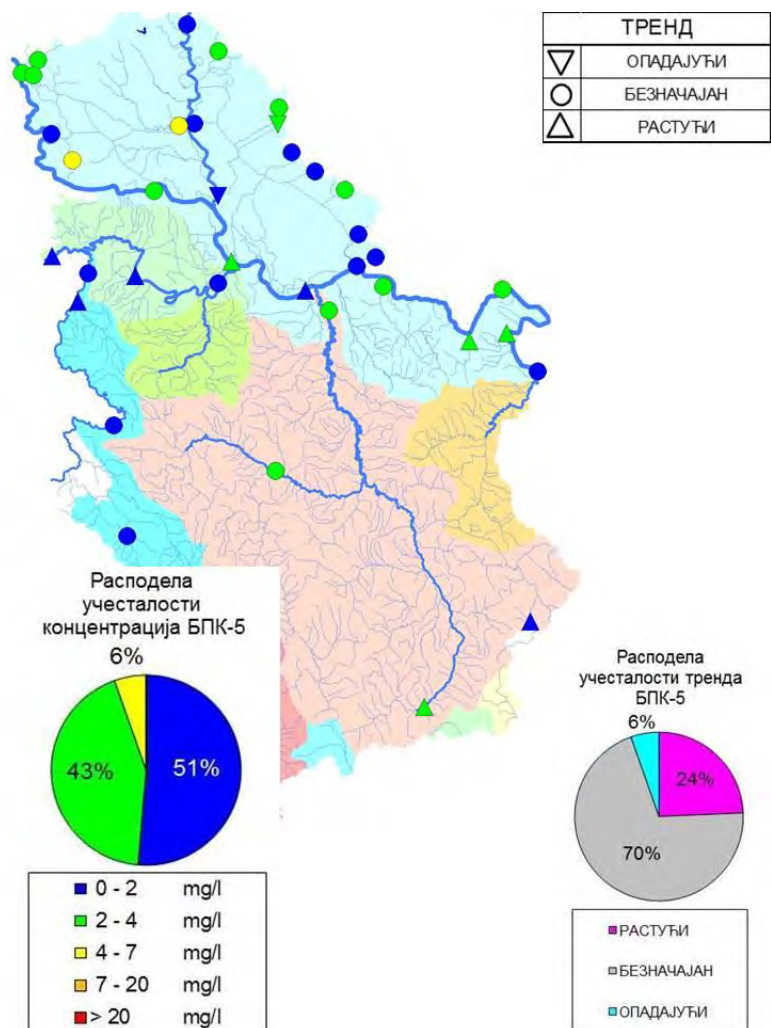 ТРЕНД
ОПАДАЈУЋИ
БЕЗНАЧАЈАН
РАСТУЋИ
Расподела
учесталости
концентрација БПК-5
6%
43%
51%
0 - 2 mg/l
2 - 4 mg/l
4 - 7 mg/l
7 - 20 mg/l
> 20 mg/l
Расподела
учесталости тренда
БПК-5
6%
24%
70%
РАСТУЋИ
БЕЗНАЧАЈАН
ОПАДАЈУЋИ